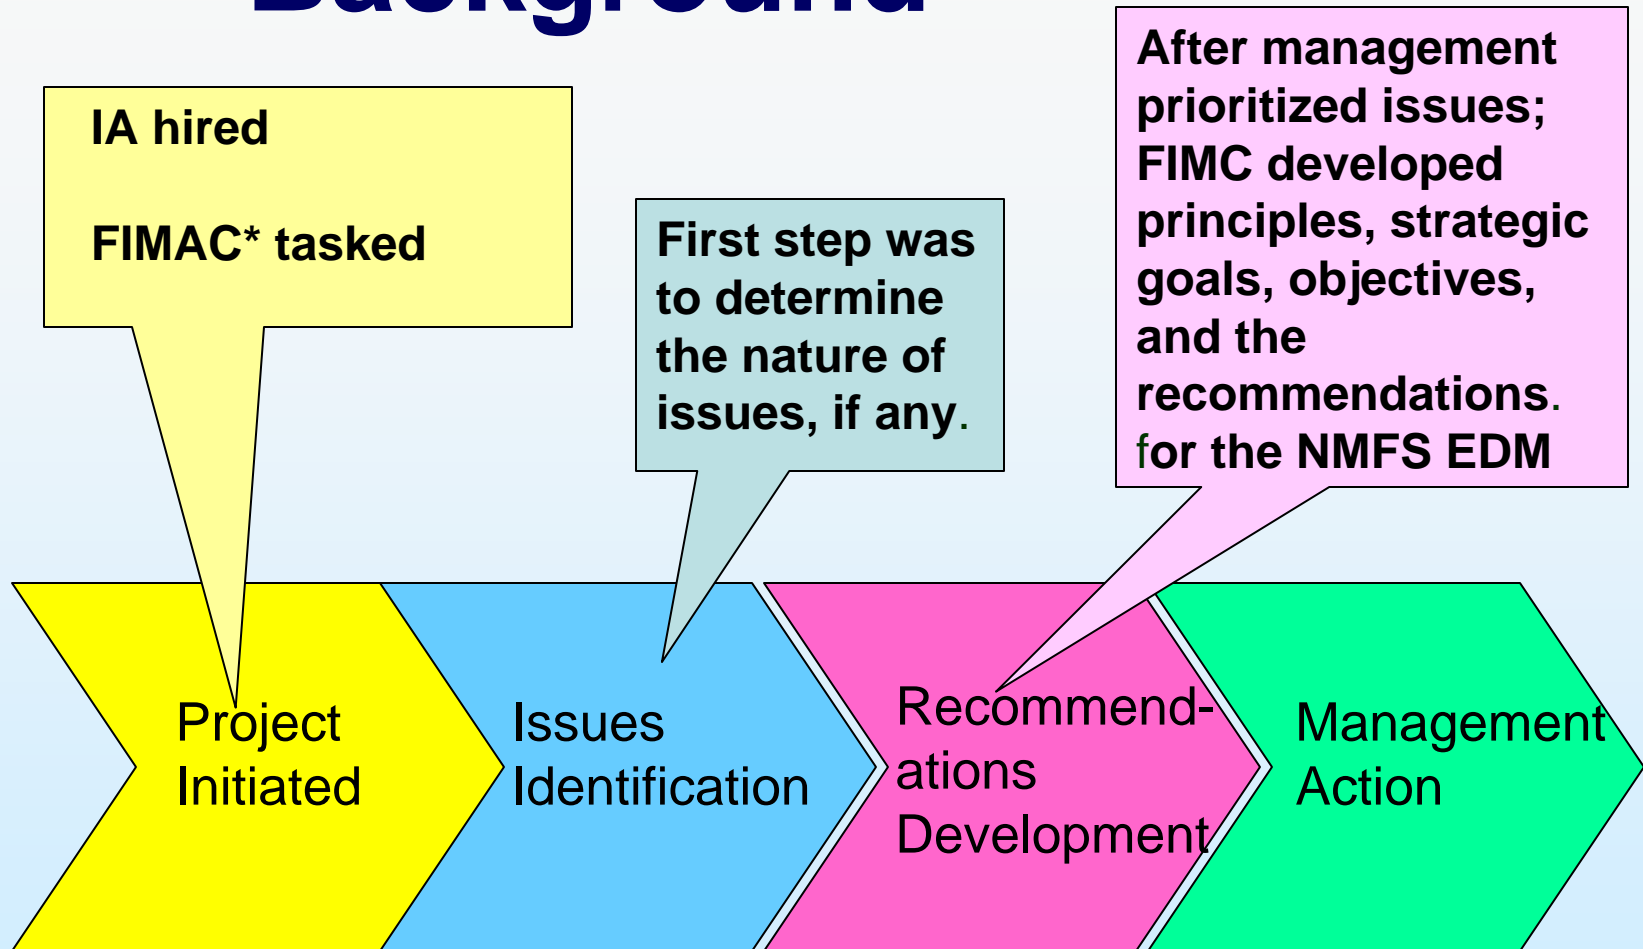 Background
IA hired
FIMAC* tasked
First step was
to determine
the nature of
issues, if any.
After management
prioritized issues;
FIMC developed
principles, strategic
goals, objectives,
and the
recommendations.
for the NMFS EDM
Project
Initiated
Issues
Identification
Recommend-
ations
Development
Management
Action